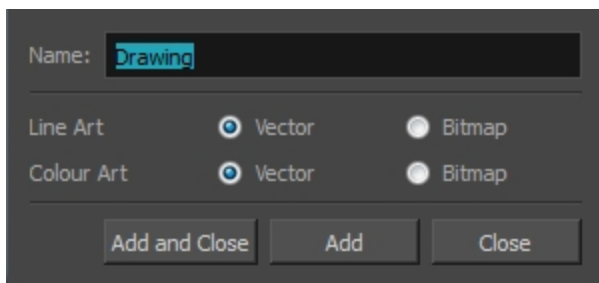 Name: Drawing
Line Art Vector Bitmap
Colour Art Vector Bitmap
Add and Close Add Close